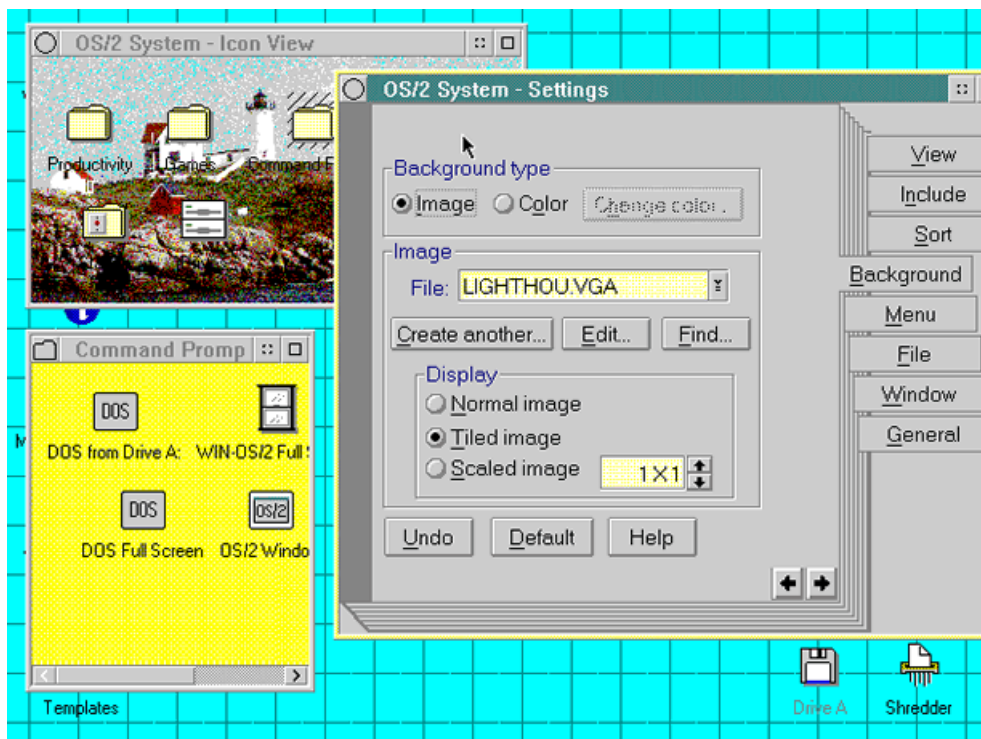 OS/2 System - Icon View
Productivity
Games
Command P
OS/2 System - Settings
Background type
Image
Color
Change color..
Image
File: LIGHTHOU.VGA
Create another...
Edit...
Find...
Display
Normal image
Tiled image
Scaled image
1X1
Undo
Default
Help
View
Include
Sort
Background
Menu
File
Window
General
Command Promp
DOS
DOS from Drive A:
WIN-OS/2 Full
DOS
DOS Full Screen
OS/2
OS/2 Windo
M
Templates
Drive A
Shredder